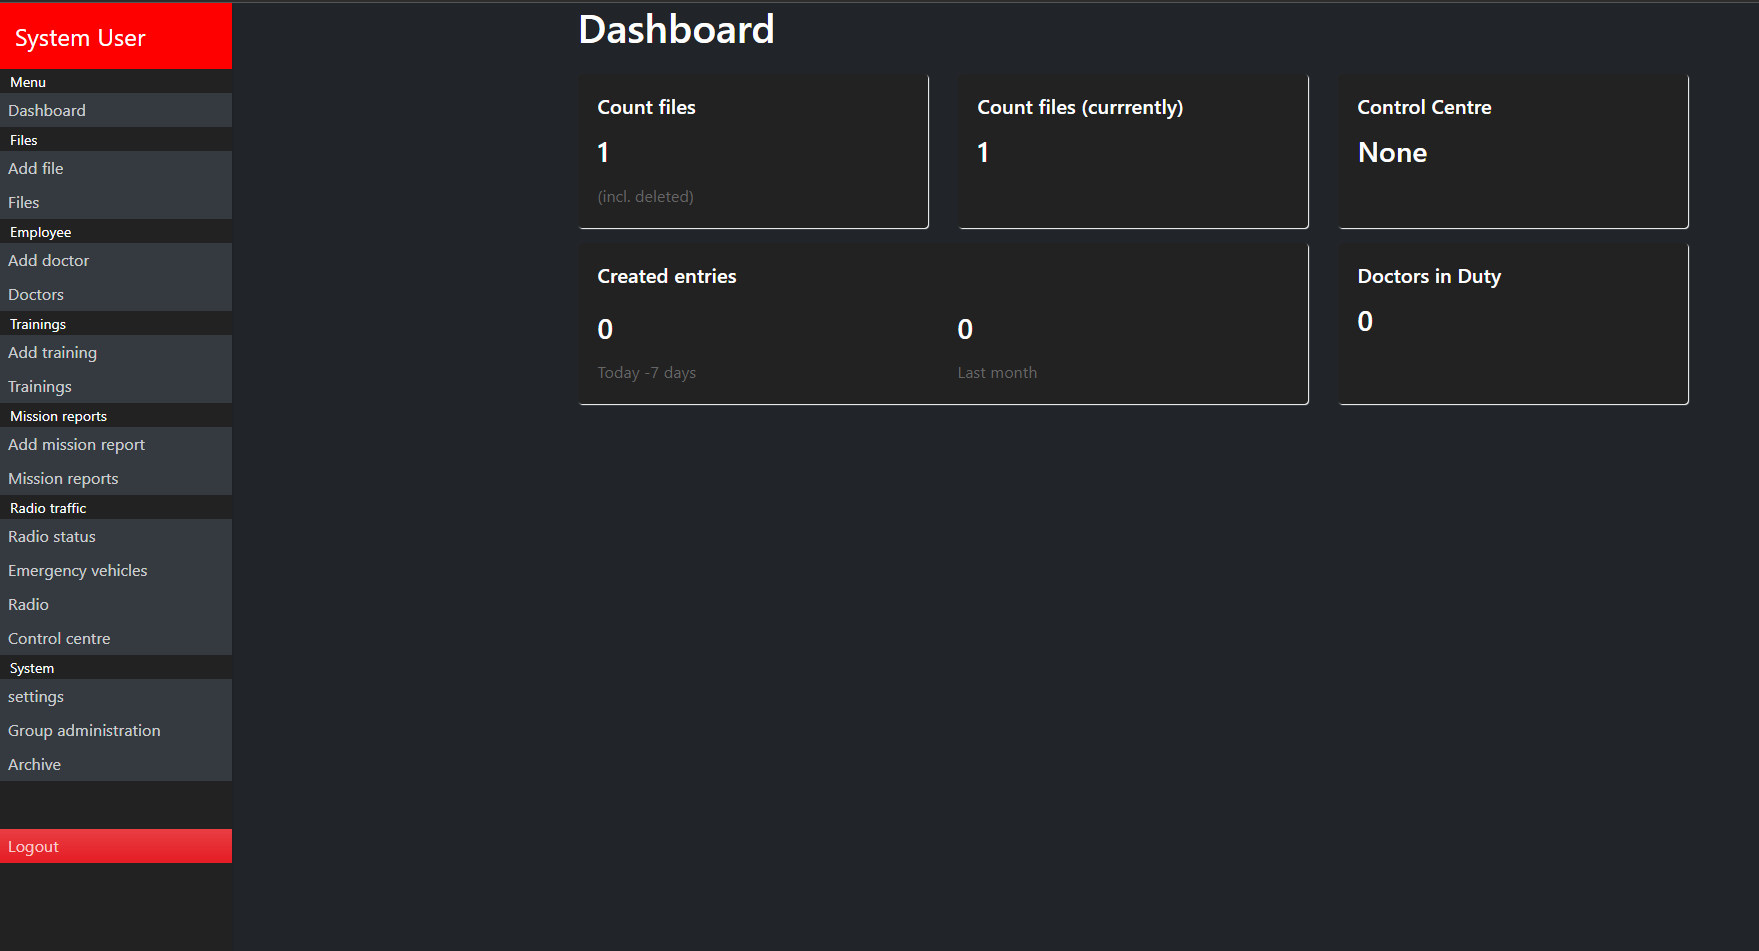 System User
Menu
Dashboard
Files
Add file
Files
Employee
Add doctor
Doctors
Trainings
Add training
Trainings
Mission reports
Add mission report
Mission reports
Radio traffic
Radio status
Emergency vehicles
Radio
Control centre
System
settings
Group administration
Archive
Logout
Dashboard
Count files
1
(incl. deleted)
Count files (currrently)
1
Control Centre
None
Created entries
0
Today -7 days
0
Last month
Doctors in Duty
0